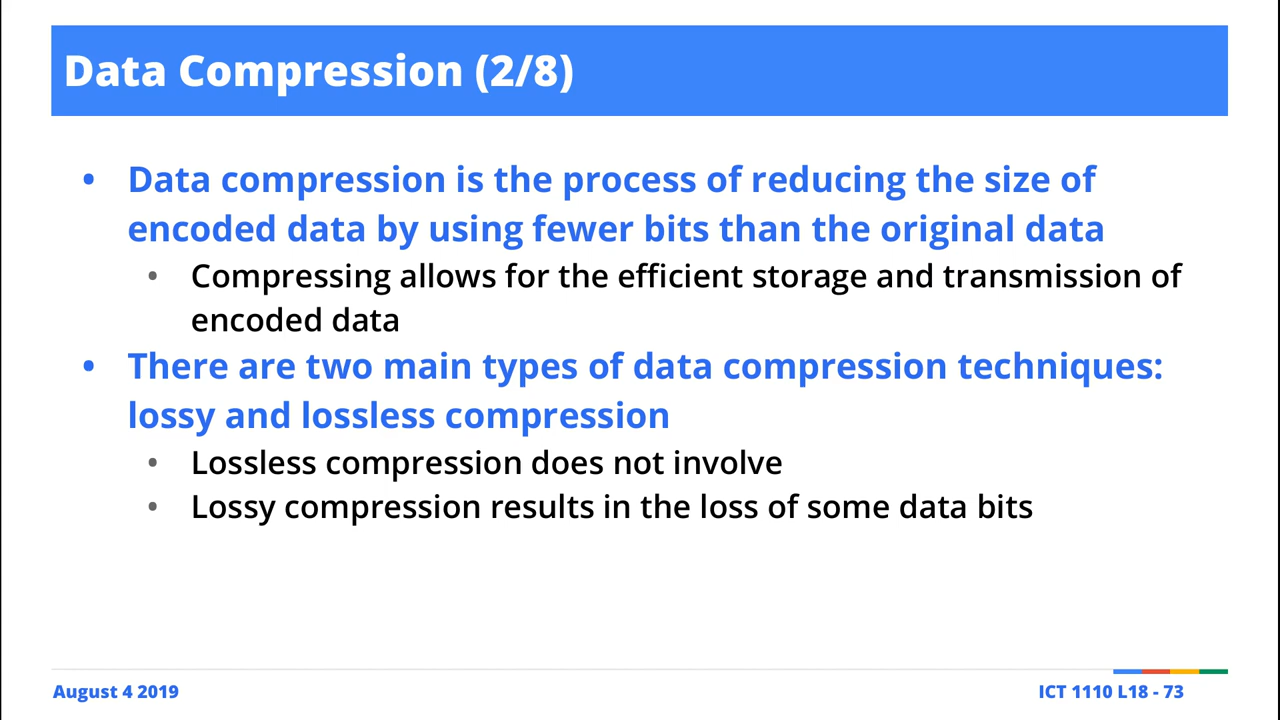 Data Compression (2/8)
• Data compression is the process of reducing the size of
encoded data by using fewer bits than the original data
• Compressing allows for the efficient storage and transmission of
encoded data
• There are two main types of data compression techniques:
lossy and lossless compression
• Lossless compression does not involve
• Lossy compression results in the loss of some data bits
August 4 2019
ICT 1110 L18 - 73